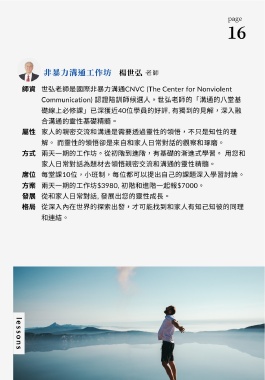 page
16
非暴力溝通工作坊 楊世弘 老師
師資 世弘老師是國際非暴力溝通CNVC (The Center for Nonviolent
Communication) 認證陪訓師候選人。世弘老師的「溝通的八堂基
礎線上必修課」已深獲近40位學員的好評, 有獨到的見解，深入融
合溝通的靈性基礎精髓。
屬性 家人的親密交流和溝通是需要透過靈性的領悟，不只是知性的理
解。 而靈性的領悟卻是來自和家人日常對話的觀察和琢磨。
方式 兩天一期的工作坊。從初階到進階，有基礎的漸進式學習。 用您和
家人日常對話為題材去領悟親密交流和溝通的靈性精髓。
席位 每堂課10位，小班制，每位都可以提出自己的課題深入學習討論。
方案 兩天一期的工作坊$3980, 初階和進階一起報$7000。
發展 從和家人日常對話, 發展出您的靈性成長。
格局 從深入內在世界的探索出發，才可能找到和家人有知己知彼的同理
和連結。
lessons